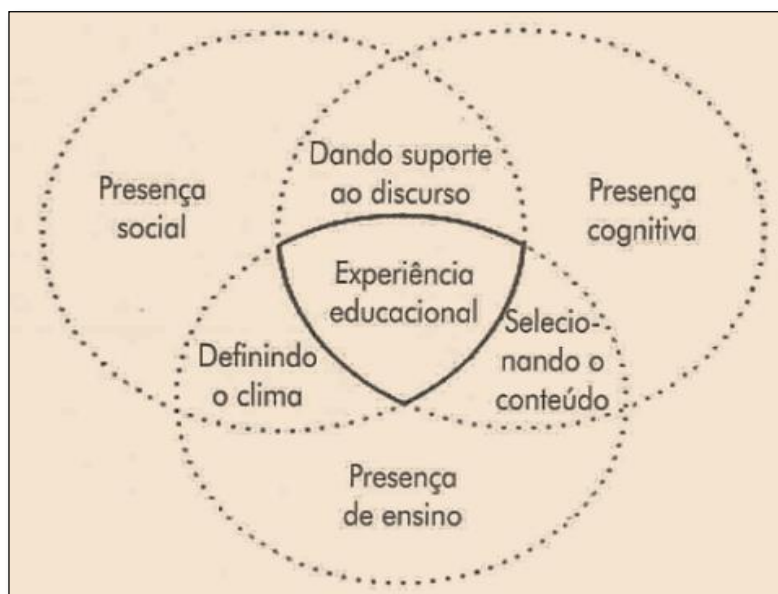 Dando suporte
ao discurso
Presença
social
Presença
cognitiva
Experiência
educacional
Definindo
o clima
Selecio-
nando o
conteúdo
Presença
de ensino